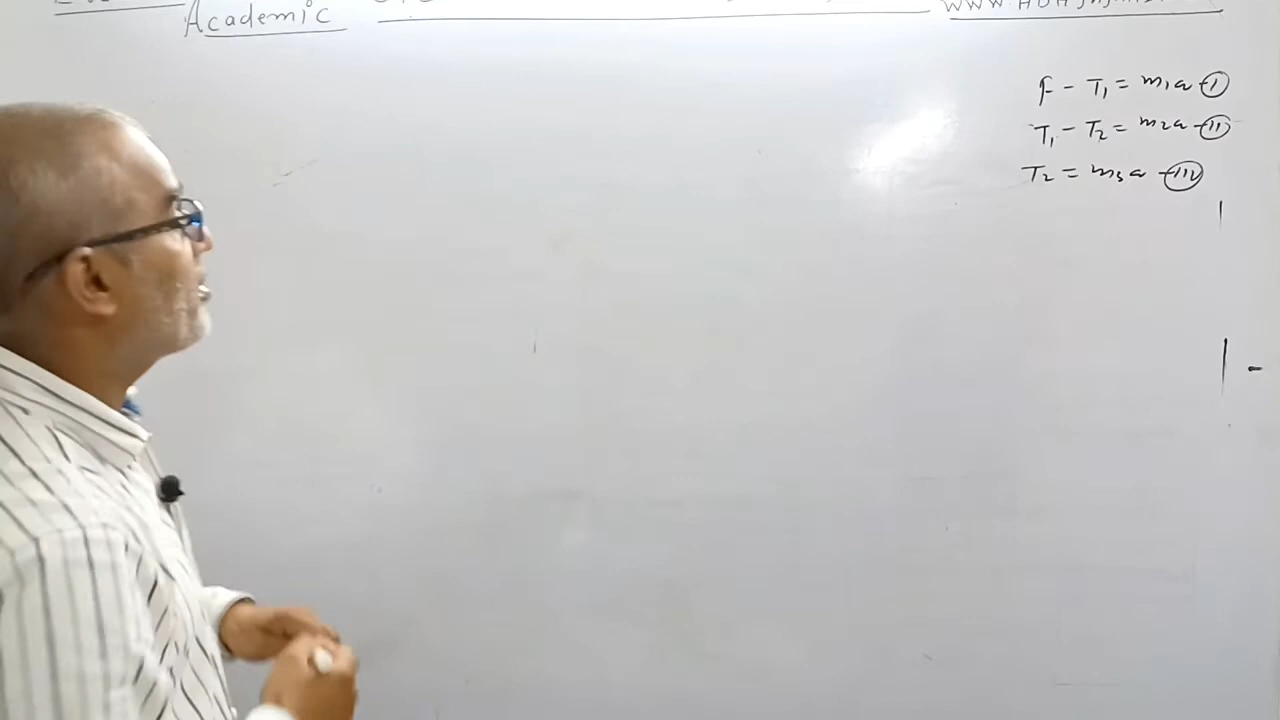 Academic
F - T₁ = m₁a - (I)
T₁ - T₂ = m₂a - (II)
T₂ = m₃a - (III)